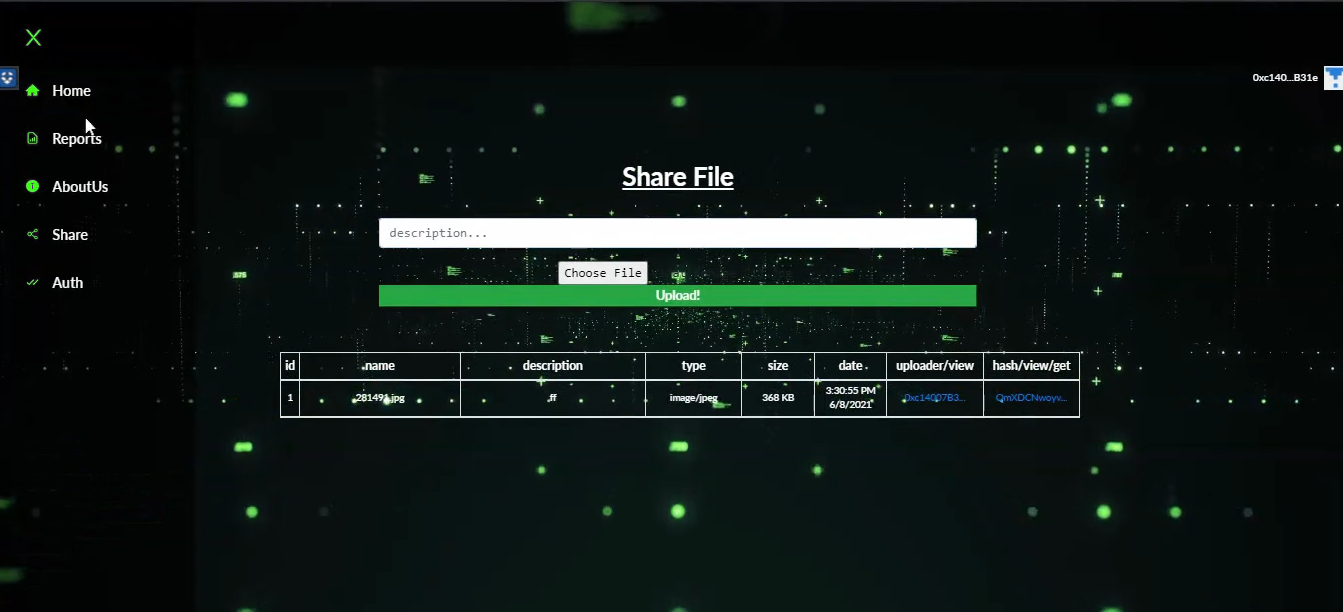 0xc140...B31e
Home
Reports
AboutUs
Share
Auth
Share File
description...
Choose File
Upload!
id name description type size date uploader/view hash/view/get
1 281491.jpg ff image/jpeg 368 KB 3:30:55 PM 0xc14007B3... QmXDCNwoyv...
6/8/2021